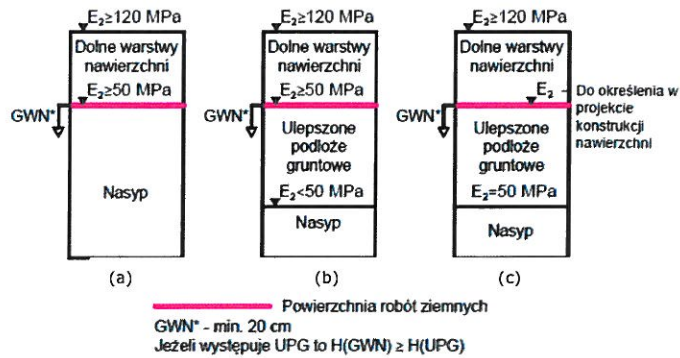 E₂≥120 MPa
Dolne warstwy
nawierzchni
E₂≥50 MPa
GWN*
Nasyp
(a)
E₂≥120 MPa
Dolne warstwy
nawierzchni
E₂≥50 MPa
GWN*
Ulepszone
podłoże
gruntowe
E₂<50 MPa
Nasyp
(b)
E₂≥120 MPa
Dolne warstwy
nawierzchni
E₂ - Do określenia w
projekcie
konstrukcji
nawierzchni
GWN*
Ulepszone
podłoże
gruntowe
E₂=50 MPa
Nasyp
(c)
Powierzchnia robót ziemnych
GWN* - min. 20 cm
Jeżeli występuje UPG to H(GWN) ≥ H(UPG)